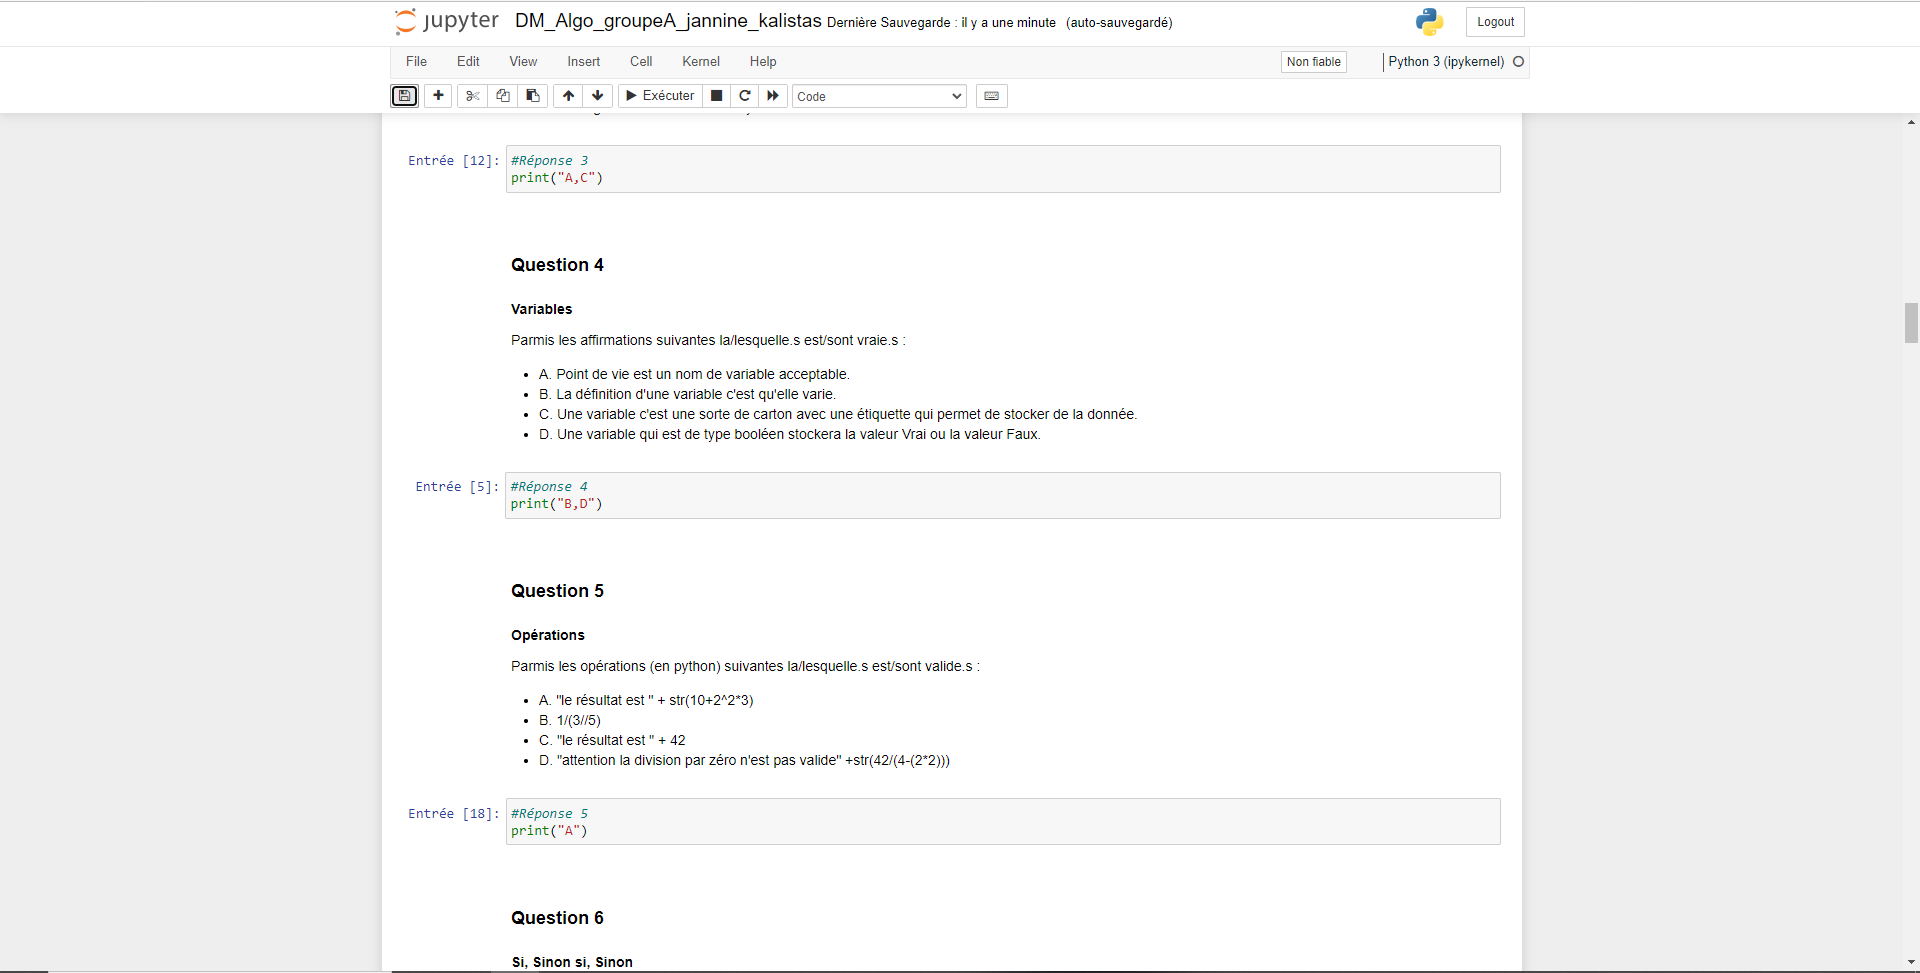 jupyter DM_Algo_groupeA_jannine_kalistas Dernière Sauvegarde : il y a une minute (auto-sauvegardé) Logout
File Edit View Insert Cell Kernel Help Non fiable Python 3 (ipykernel)
Exécuter Code
Entrée [12]: #Réponse 3
print("A,C")
Question 4
Variables
Parmis les affirmations suivantes la/lesquelle.s est/sont vraie.s :
• A. Point de vie est un nom de variable acceptable.
• B. La définition d'une variable c'est qu'elle varie.
• C. Une variable c'est une sorte de carton avec une étiquette qui permet de stocker de la donnée.
• D. Une variable qui est de type booléen stockera la valeur Vrai ou la valeur Faux.
Entrée [5]: #Réponse 4
print("B,D")
Question 5
Opérations
Parmis les opérations (en python) suivantes la/lesquelle.s est/sont valide.s :
• A. "le résultat est " + str(10+2^2*3)
• B. 1/(3//5)
• C. "le résultat est " + 42
• D. "attention la division par zéro n'est pas valide" +str(42/(4-(2*2)))
Entrée [18]: #Réponse 5
print("A")
Question 6
Si, Sinon si, Sinon